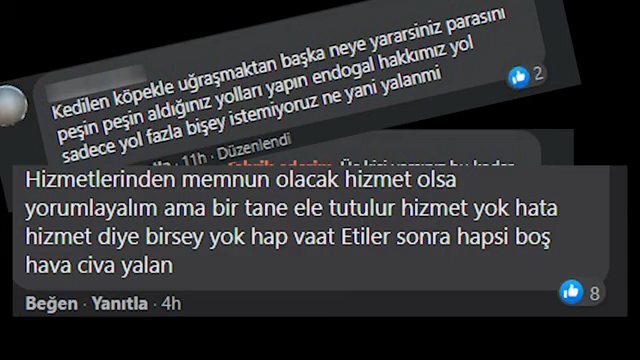 Kedilen köpekle uğraşmaktan başka neye yararsiniz parasını
peşin peşin aldığınız yolları yapın endogal hakkımız yol
sadece yol fazla bişey istemiyoruz ne yani yalanmi
2
11h · Düzenlendi
Hizmetlerinden memnun olacak hizmet olsa
yorumlayalım ama bir tane ele tutulur hizmet yok hata
hizmet diye birsey yok hap vaat Etiler sonra hapsi boş
hava civa yalan
Beğen · Yanıtla · 4h
8